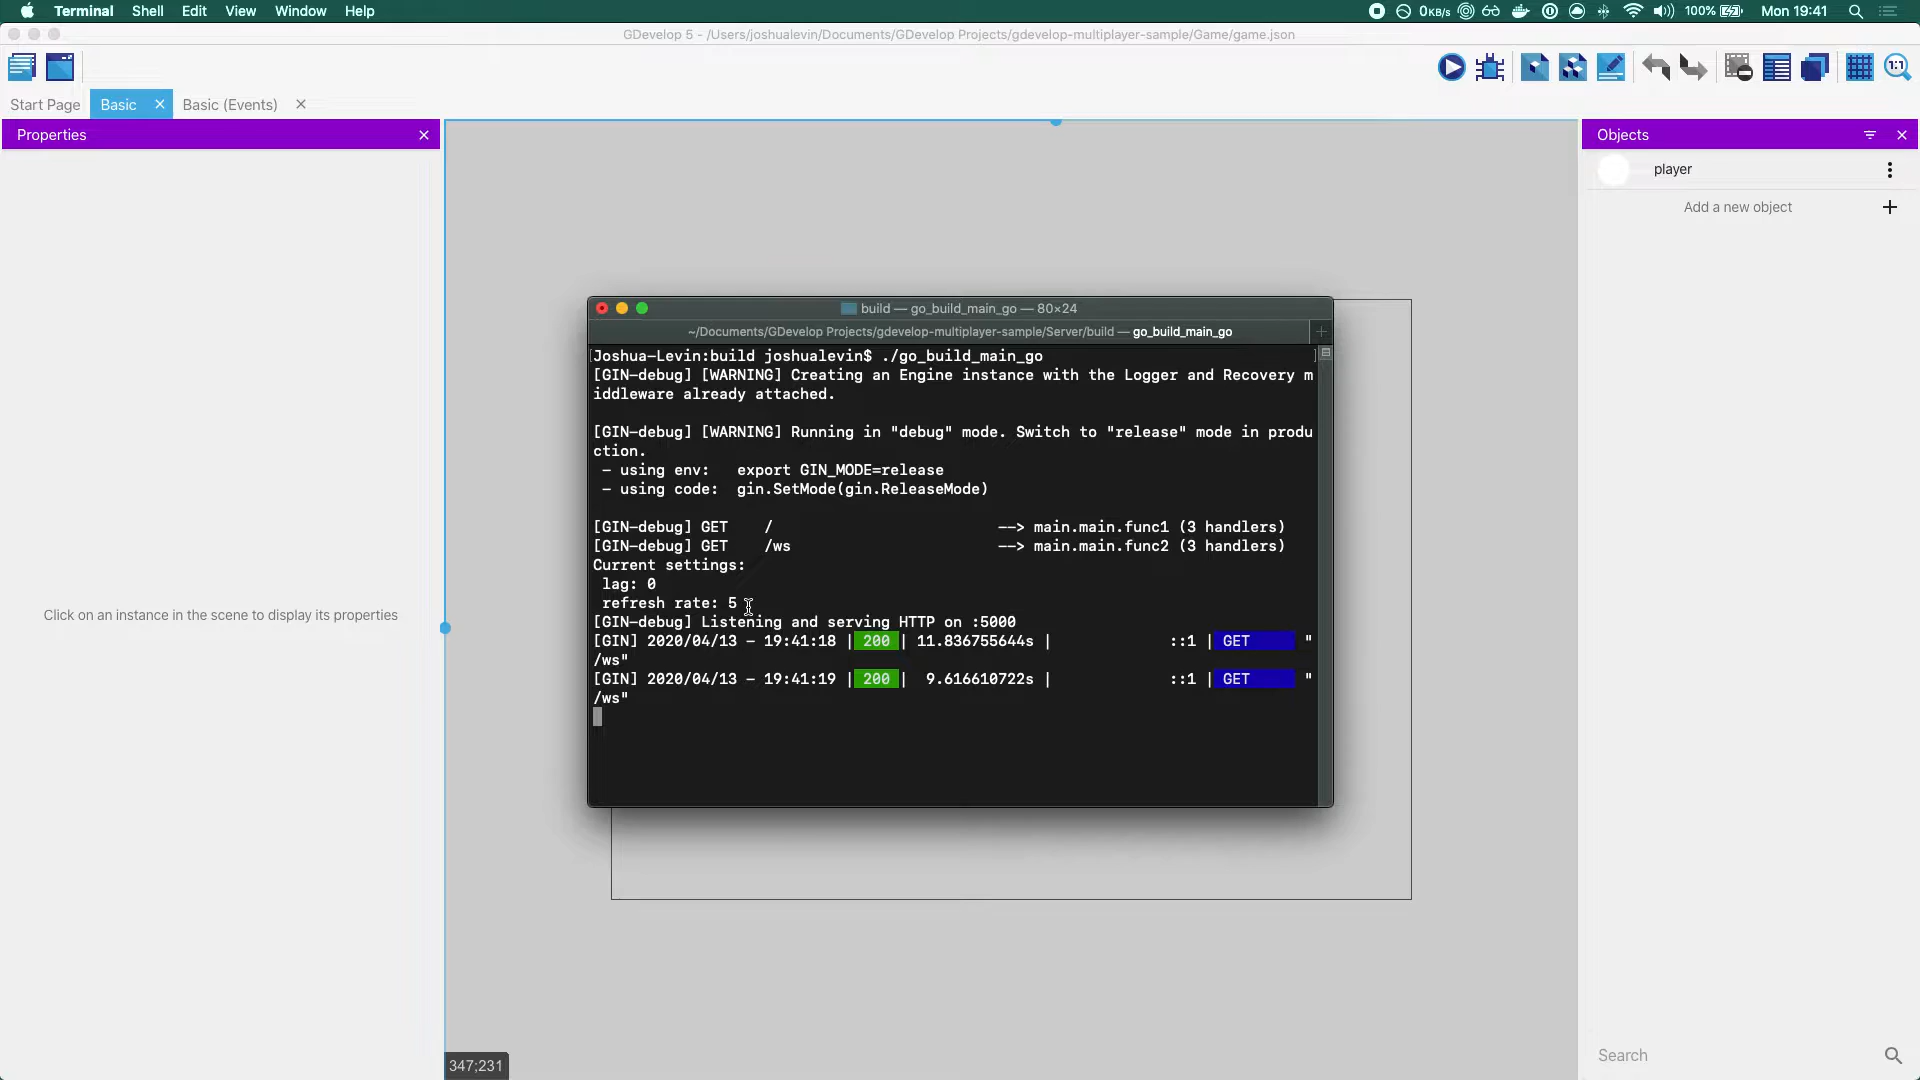 Terminal Shell Edit View Window Help 0KB/s 100% Mon 19:41
GDevelop 5 - /Users/joshualevin/Documents/GDevelop Projects/gdevelop-multiplayer-sample/Game/game.json
1:1
Start Page Basic × Basic (Events) ×
Properties ×
Objects ×
player
Add a new object +
build — go_build_main_go — 80×24
~/Documents/GDevelop Projects/gdevelop-multiplayer-sample/Server/build — go_build_main_go +
[Joshua-Levin:build joshualevin$ ./go_build_main_go ]
[GIN-debug] [WARNING] Creating an Engine instance with the Logger and Recovery m
iddleware already attached.
[GIN-debug] [WARNING] Running in "debug" mode. Switch to "release" mode in produ
ction.
- using env: export GIN_MODE=release
- using code: gin.SetMode(gin.ReleaseMode)
[GIN-debug] GET / --> main.main.func1 (3 handlers)
[GIN-debug] GET /ws --> main.main.func2 (3 handlers)
Current settings:
lag: 0
refresh rate: 5
[GIN-debug] Listening and serving HTTP on :5000
[GIN] 2020/04/13 - 19:41:18 | 200 | 11.836755644s | ::1 | GET "
/ws"
[GIN] 2020/04/13 - 19:41:19 | 200 | 9.616610722s | ::1 | GET "
/ws"
Click on an instance in the scene to display its properties
347;231
Search